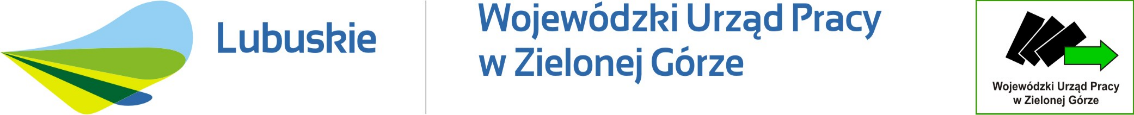 Lubuskie
Wojewódzki Urząd Pracy
w Zielonej Górze
Wojewódzki Urząd Pracy
w Zielonej Górze